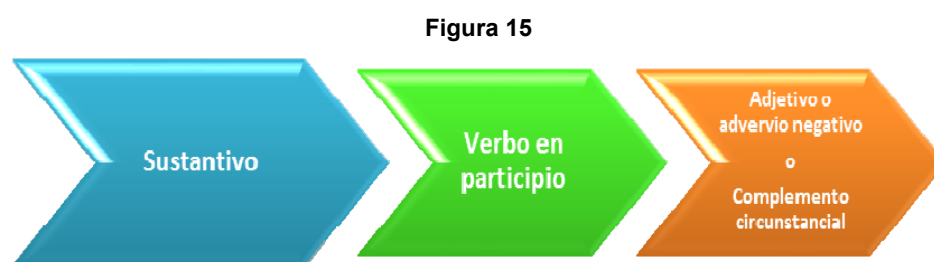 Figura 15
Sustantivo
Verbo en
participio
Adjetivo o
advervio negativo
o
Complemento
circunstancial